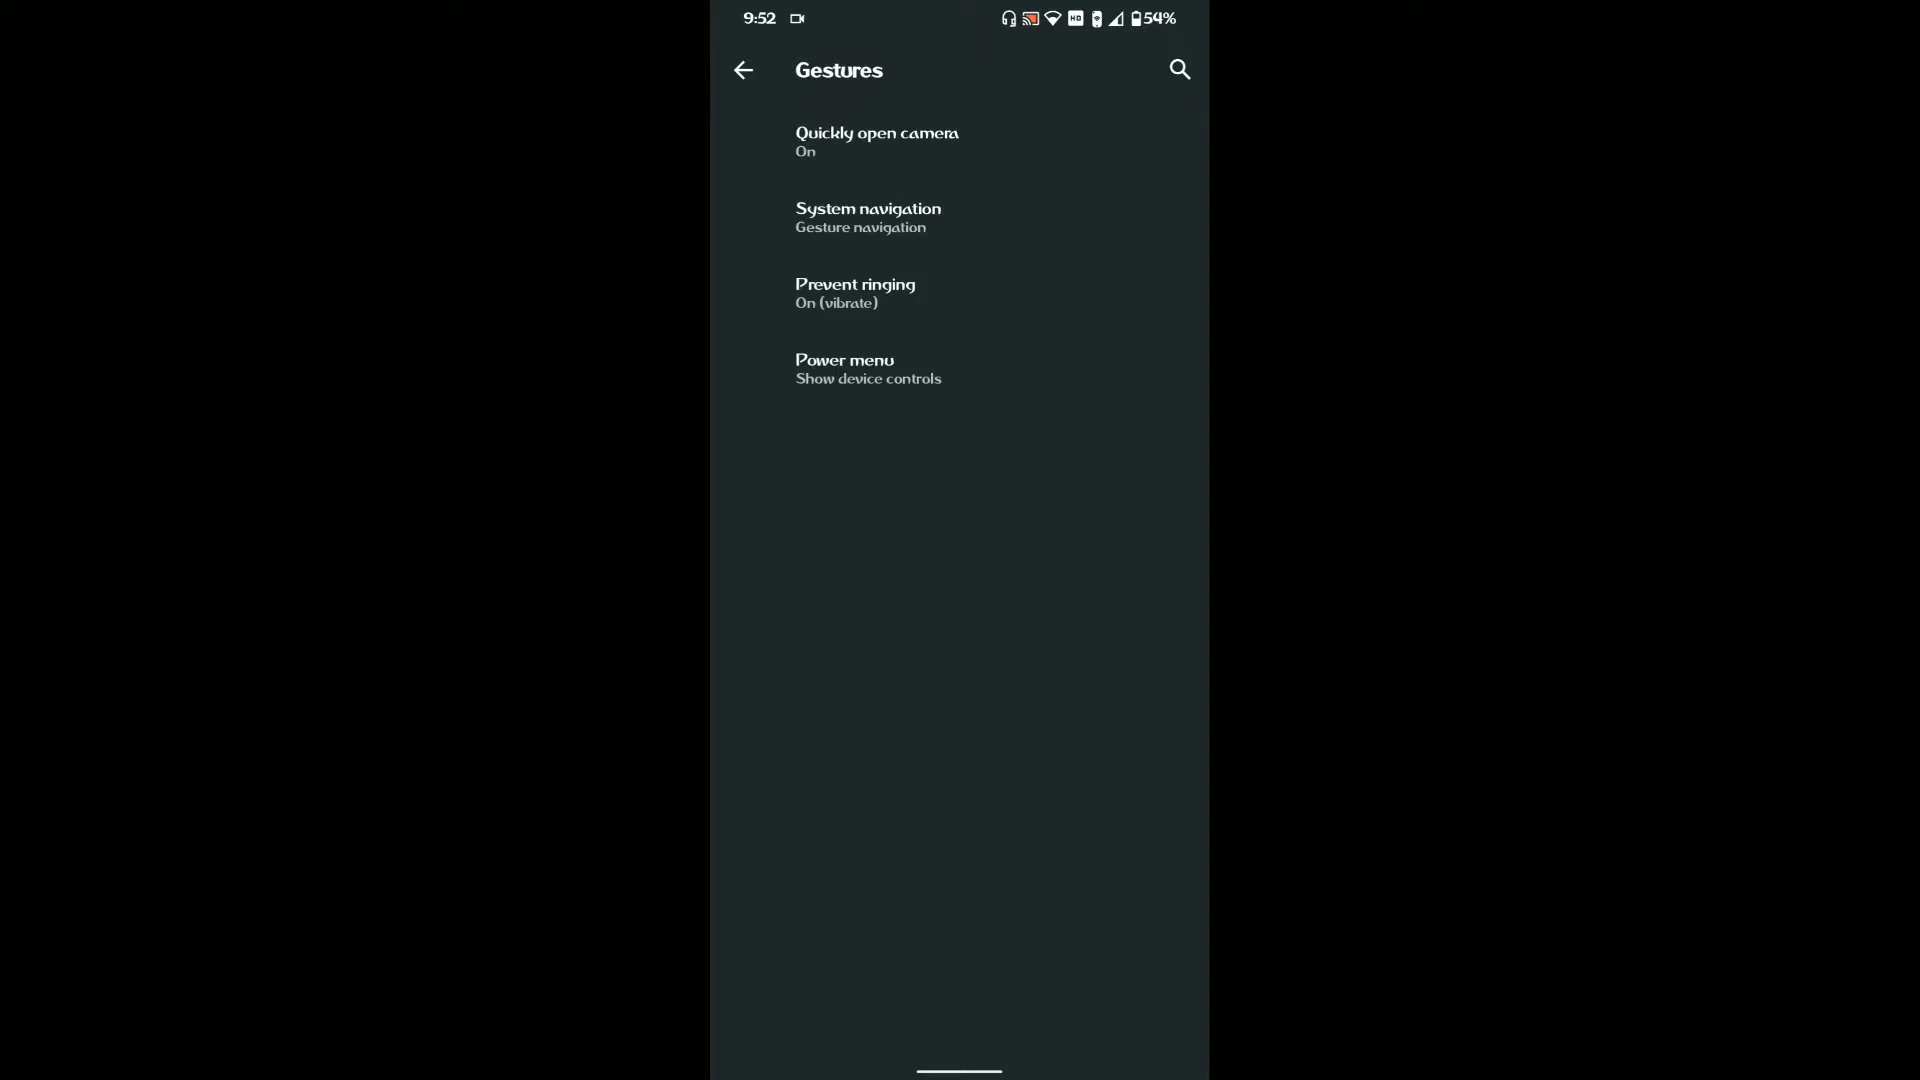 9:52
HD
54%
Gestures
Quickly open camera
On
System navigation
Gesture navigation
Prevent ringing
On (vibrate)
Power menu
Show device controls